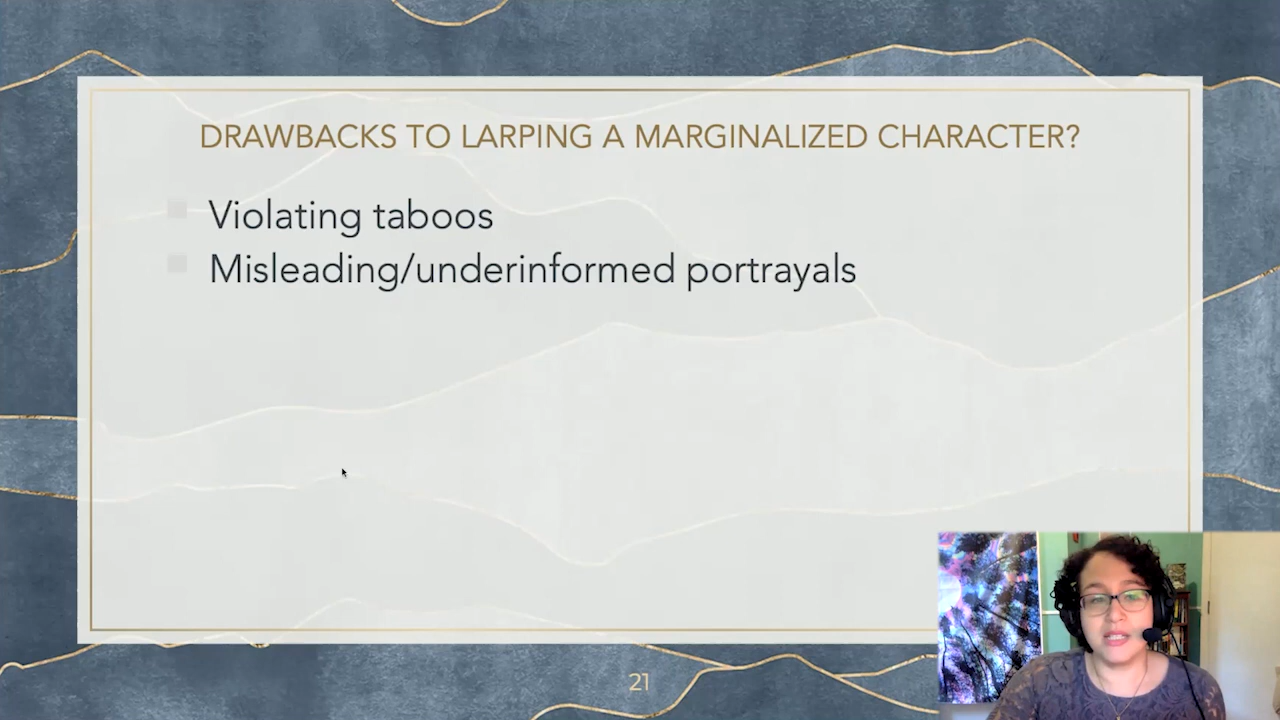 DRAWBACKS TO LARPING A MARGINALIZED CHARACTER?
Violating taboos
Misleading/underinformed portrayals
21